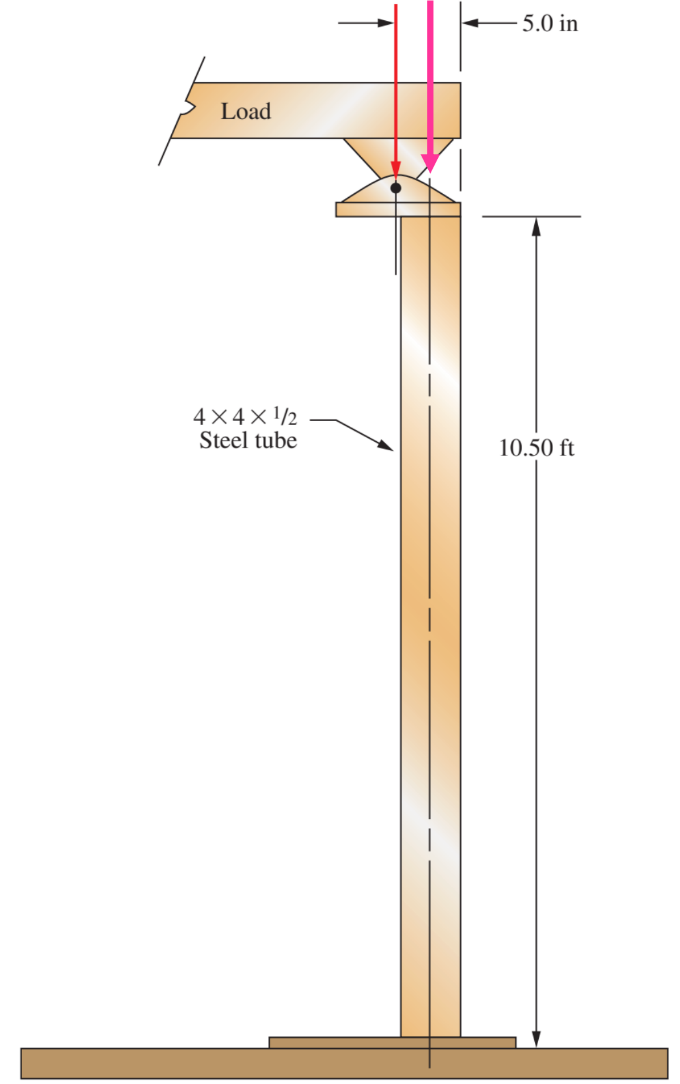 5.0 in
Load
4 × 4 × 1/2
Steel tube
10.50 ft